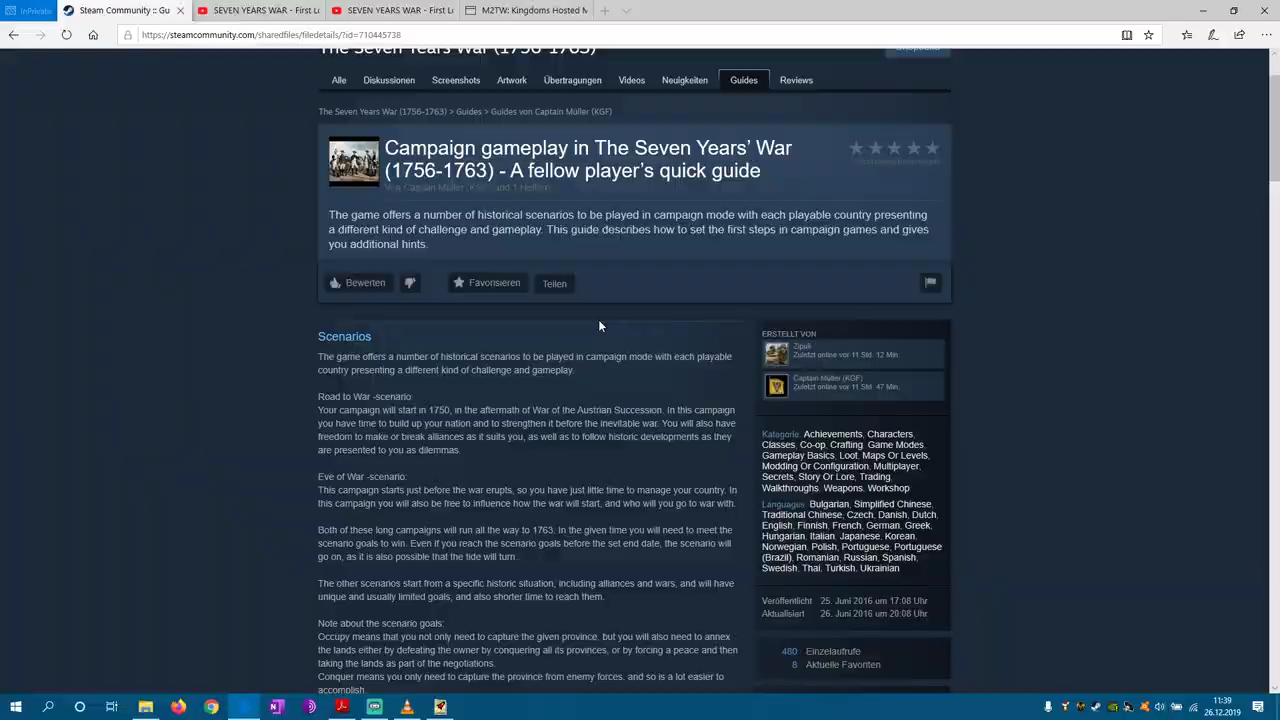 InPrivate
Steam Community :: Gu
SEVEN YEARS WAR - First Lo
SEVEN YEARS WAR - First Lo
M2TW: Kingdoms Hosted M
https://steamcommunity.com/sharedfiles/filedetails/?id=710445738
The Seven Years War (1756-1763)
Alle
Diskussionen
Screenshots
Artwork
Übertragungen
Videos
Neuigkeiten
Guides
Reviews
The Seven Years War (1756-1763) > Guides > Guides von Captain Müller (KGF)
Campaign gameplay in The Seven Years’ War
(1756-1763) - A fellow player’s quick guide
Von Captain Müller (KGF) and 1 Helfern
The game offers a number of historical scenarios to be played in campaign mode with each playable country presenting
a different kind of challenge and gameplay. This guide describes how to set the first steps in campaign games and gives
you additional hints.
Bewerten
Favorisieren
Teilen
Scenarios
The game offers a number of historical scenarios to be played in campaign mode with each playable
country presenting a different kind of challenge and gameplay.
Road to War -scenario:
Your campaign will start in 1750, in the aftermath of War of the Austrian Succession. In this campaign
you have time to build up your nation and to strengthen it before the inevitable war. You will also have
freedom to make or break alliances as it suits you, as well as to follow historic developments as they
are presented to you as dilemmas.
Eve of War -scenario:
This campaign starts just before the war erupts, so you have just little time to manage your country. In
this campaign you will also be free to influence how the war will start, and who will you go to war with.
Both of these long campaigns will run all the way to 1763. In the given time you will need to meet the
scenario goals to win. Even if you reach the scenario goals before the set end date, the scenario will
go on, as it is also possible that the tide will turn.
The other scenarios start from a specific historic situation, including alliances and wars, and will have
unique and usually limited goals, and also shorter time to reach them.
Note about the scenario goals:
Occupy means that you not only need to capture the given province, but you will also need to annex
the lands either by defeating the owner by conquering all its provinces, or by forcing a peace and then
taking the lands as part of the negotiations.
Conquer means you only need to capture the province from enemy forces, and so is a lot easier to
accomplish.
ERSTELLT VON
Zipuli
Zuletzt online vor 11 Std. 12 Min.
Captain Müller (KGF)
Zuletzt online vor 11 Std. 47 Min.
Kategorie: Achievements, Characters,
Classes, Co-op, Crafting, Game Modes,
Gameplay Basics, Loot, Maps Or Levels,
Modding Or Configuration, Multiplayer,
Secrets, Story Or Lore, Trading,
Walkthroughs, Weapons, Workshop
Languages: Bulgarian, Simplified Chinese,
Traditional Chinese, Czech, Danish, Dutch,
English, Finnish, French, German, Greek,
Hungarian, Italian, Japanese, Korean,
Norwegian, Polish, Portuguese, Portuguese
(Brazil), Romanian, Russian, Spanish,
Swedish, Thai, Turkish, Ukrainian
Veröffentlicht 25. Juni 2016 um 17:08 Uhr
Aktualisiert 26. Juni 2016 um 20:08 Uhr
480 Einzelaufrufe
8 Aktuelle Favoriten
11:39
26.12.2019